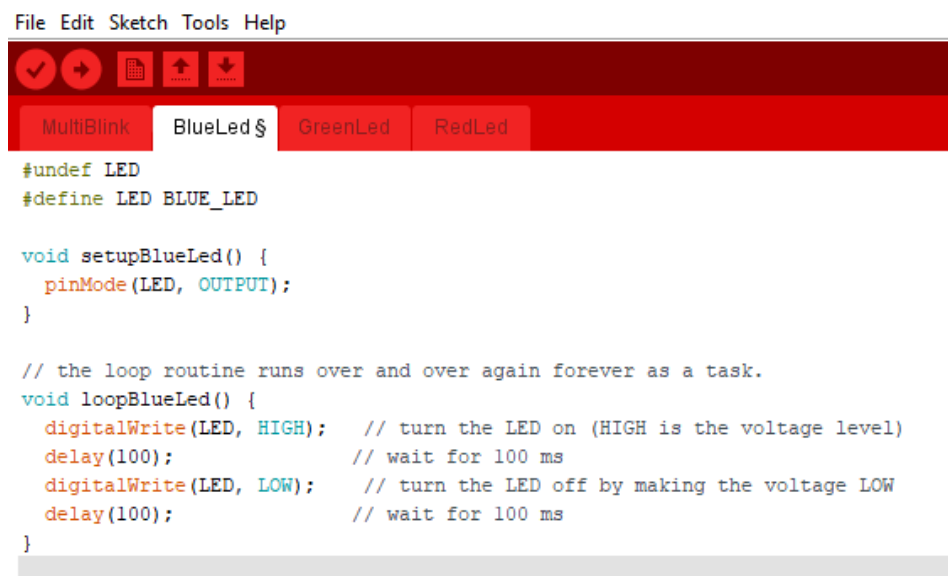 File Edit Sketch Tools Help
MultiBlink BlueLed § GreenLed RedLed
#undef LED
#define LED BLUE_LED

void setupBlueLed() {
  pinMode(LED, OUTPUT);
}

// the loop routine runs over and over again forever as a task.
void loopBlueLed() {
  digitalWrite(LED, HIGH);   // turn the LED on (HIGH is the voltage level)
  delay(100);               // wait for 100 ms
  digitalWrite(LED, LOW);    // turn the LED off by making the voltage LOW
  delay(100);               // wait for 100 ms
}